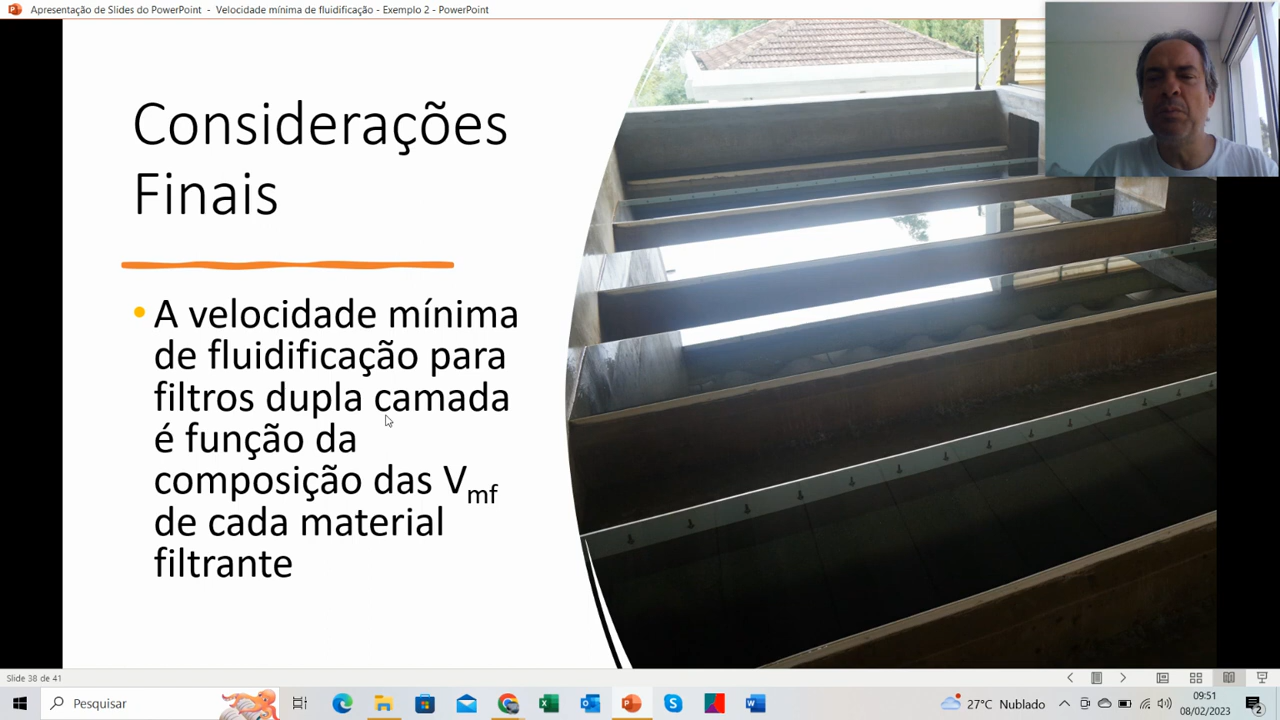 Apresentação de Slides do PowerPoint - Velocidade mínima de fluidificação - Exemplo 2 - PowerPoint
Considerações
Finais
• A velocidade mínima
de fluidificação para
filtros dupla camada
é função da
composição das Vmf
de cada material
filtrante
Slide 38 de 41
Pesquisar
27°C Nublado
09:51
08/02/2023
2